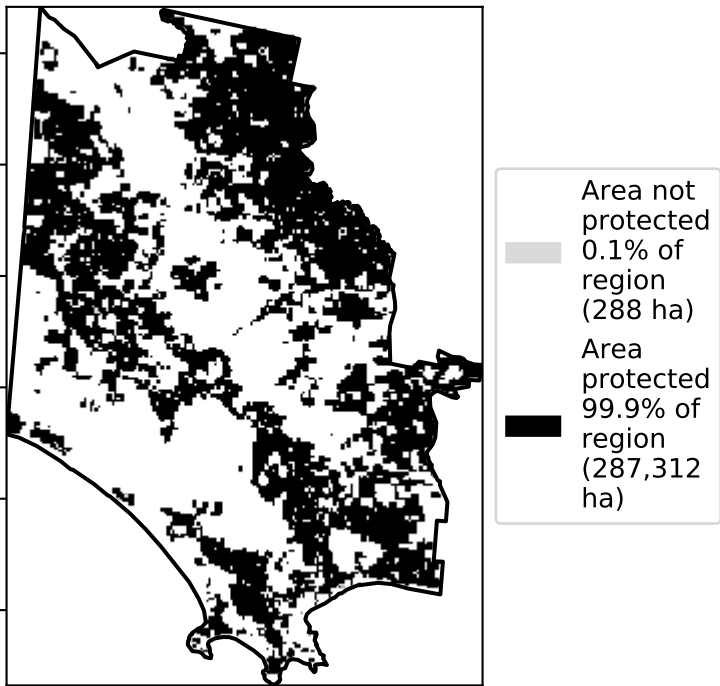 Area not
protected
0.1% of
region
(288 ha)
Area
protected
99.9% of
region
(287,312
ha)